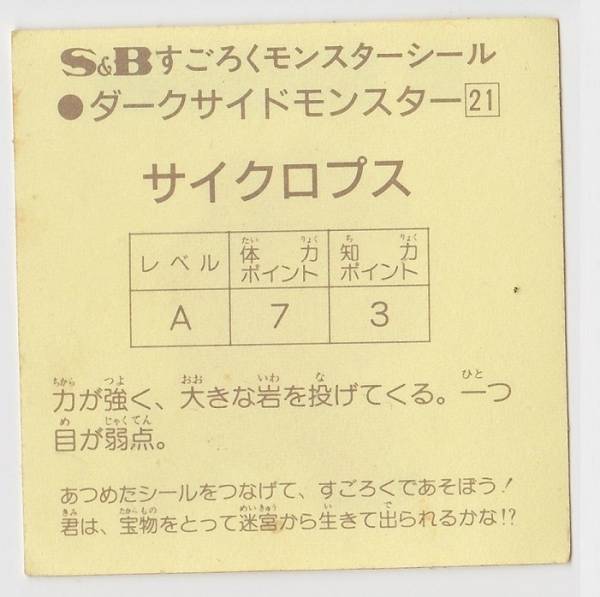 S&Bすごろくモンスターシール
●ダークサイドモンスター21
サイクロプス
レベル 体力ポイント 知力ポイント
A 7 3
力が強く、大きな岩を投げてくる。一つ
目が弱点。
あつめたシールをつなげて、すごろくであそぼう!
君は、宝物をとって迷宮から生きて出られるかな!?